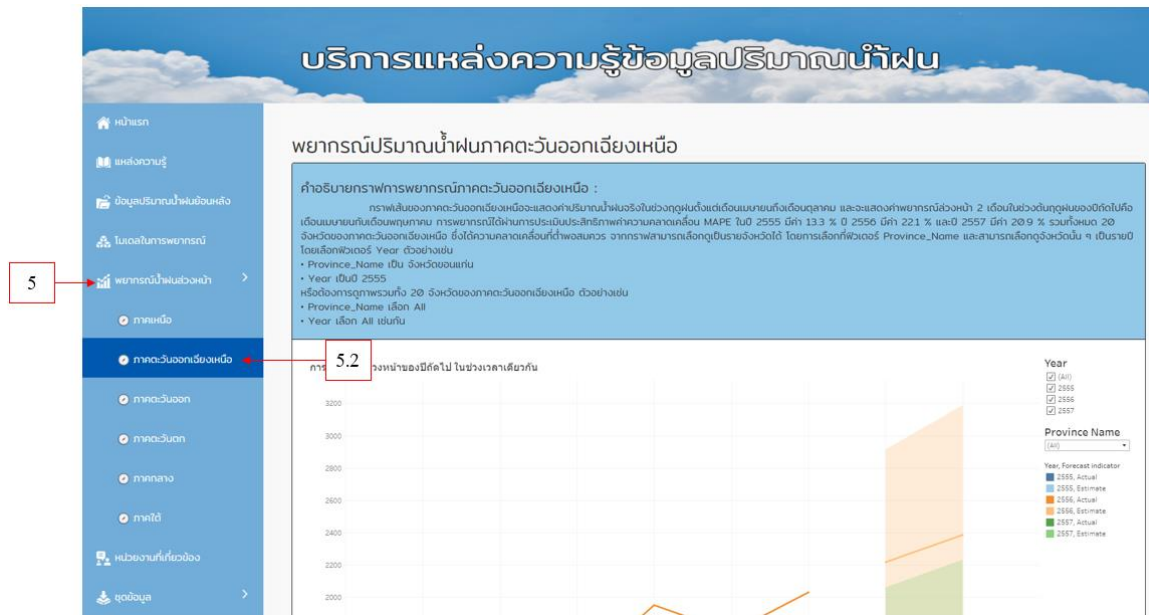 บริการแหล่งความรู้ข้อมูลปริมาณน้ำฝน
หน้าแรก
แหล่งความรู้
ข้อมูลปริมาณน้ำฝนย้อนหลัง
โมเดลในการพยากรณ์
5
พยากรณ์น้ำฝนล่วงหน้า
ภาคเหนือ
ภาคตะวันออกเฉียงเหนือ
5.2
ภาคตะวันออก
ภาคตะวันตก
ภาคกลาง
ภาคใต้
หน่วยงานที่เกี่ยวข้อง
ชุดข้อมูล
พยากรณ์ปริมาณน้ำฝนภาคตะวันออกเฉียงเหนือ
คำอธิบายกราฟการพยากรณ์ภาคตะวันออกเฉียงเหนือ :
กราฟเส้นของภาคตะวันออกเฉียงเหนือจะแสดงค่าปริมาณน้ำฝนจริงในช่วงฤดูฝนตั้งแต่เดือนเมษายนถึงเดือนตุลาคม และจะแสดงค่าพยากรณ์ล่วงหน้า 2 เดือนในช่วงต้นฤดูฝนของปีถัดไปคือ
เดือนเมษายนกับเดือนพฤษภาคม การพยากรณ์ได้ผ่านการประเมินประสิทธิภาพค่าความคลาดเคลื่อน MAPE ในปี 2555 มีค่า 13.3 % ปี 2556 มีค่า 22.1 % และปี 2557 มีค่า 20.9 % รวมทั้งหมด 20
จังหวัดของภาคตะวันออกเฉียงเหนือ ซึ่งได้ความคลาดเคลื่อนที่ต่ำพอสมควร จากกราฟสามารถเลือกดูเป็นรายจังหวัดได้ โดยการเลือกที่ฟิวเตอร์ Province_Name และสามารถเลือกดูจังหวัดนั้น ๆ เป็นรายปี
โดยเลือกฟิวเตอร์ Year ตัวอย่างเช่น
• Province_Name เป็น จังหวัดขอนแก่น
• Year เป็นปี 2555
หรือต้องการดูภาพรวมทั้ง 20 จังหวัดของภาคตะวันออกเฉียงเหนือ ตัวอย่างเช่น
• Province_Name เลือก All
• Year เลือก All เช่นกัน
การ วงหน้าของปีถัดไป ในช่วงเวลาเดียวกัน
3200
3000
2800
2600
2400
2200
2000
Year
(All)
2555
2556
2557
Province Name
(All)
Year, Forecast indicator
2555, Actual
2555, Estimate
2556, Actual
2556, Estimate
2557, Actual
2557, Estimate